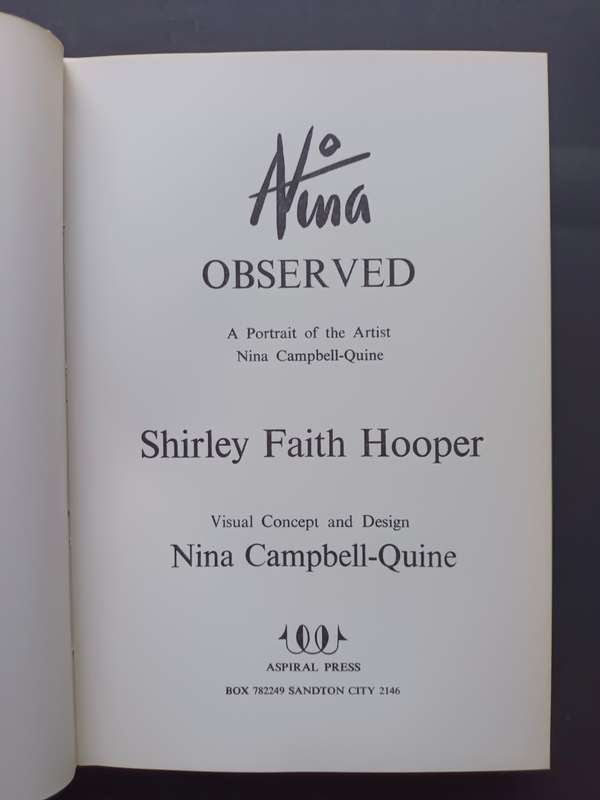 Nina
OBSERVED
A Portrait of the Artist
Nina Campbell-Quine
Shirley Faith Hooper
Visual Concept and Design
Nina Campbell-Quine
ASPIRAL PRESS
BOX 782249 SANDTON CITY 2146